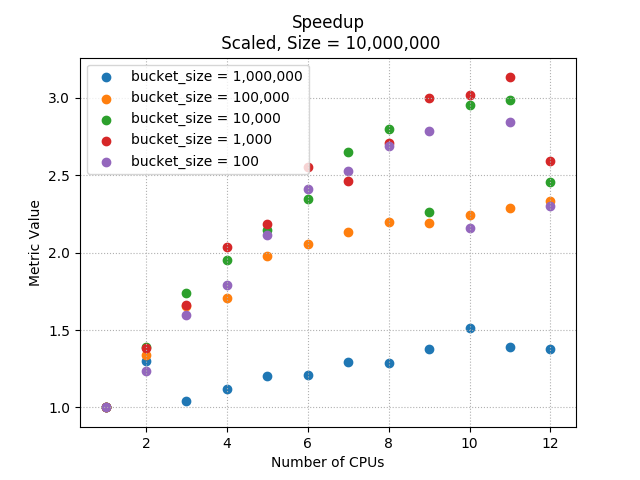 Speedup
Scaled, Size = 10,000,000
bucket_size = 1,000,000
bucket_size = 100,000
bucket_size = 10,000
bucket_size = 1,000
bucket_size = 100
Metric Value
3.0
2.5
2.0
1.5
1.0
2 4 6 8 10 12
Number of CPUs